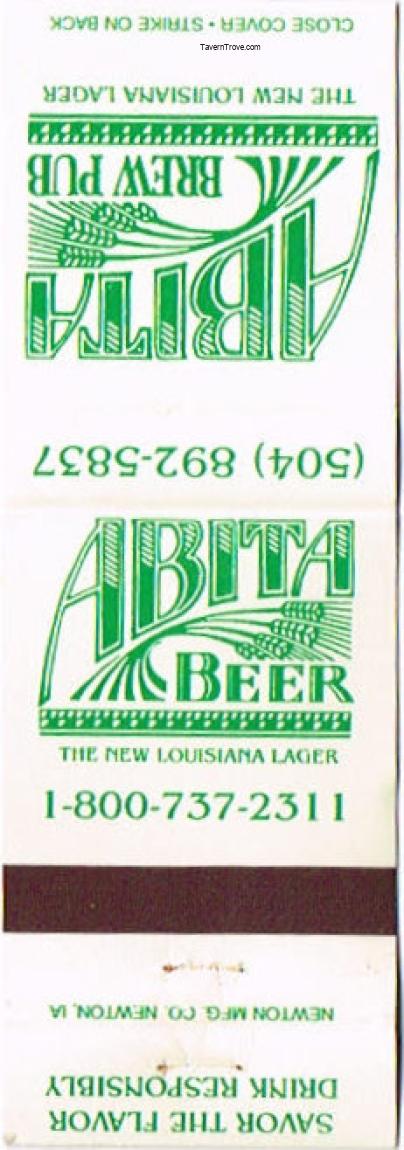 CLOSE COVER • STRIKE ON BACK
TavernTrove.com
THE NEW LOUISIANA LAGER
BREW PUB
ABITA
(504) 892-5837
ABITA
BEER
THE NEW LOUISIANA LAGER
1-800-737-2311
NEWTON MFG. CO. NEWTON, IA
SAVOR THE FLAVOR
DRINK RESPONSIBLY